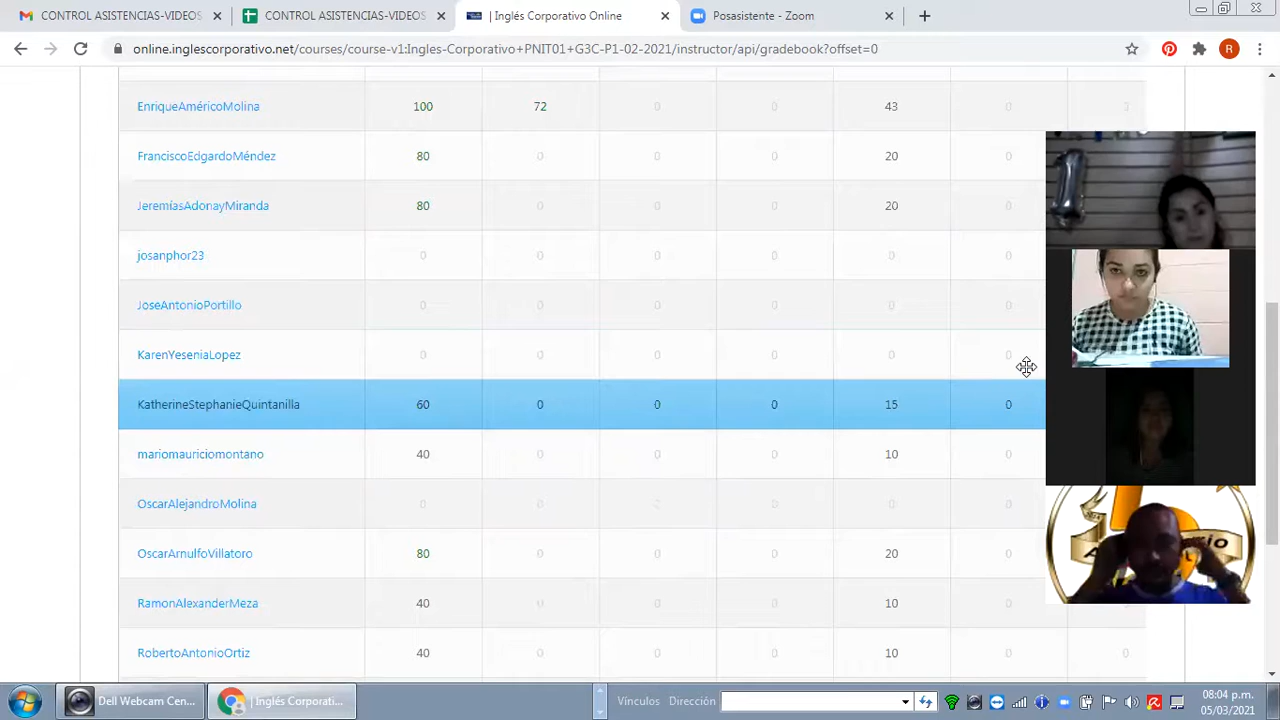 CONTROL ASISTENCIAS-VIDEO
CONTROL ASISTENCIAS-VIDEOS
Inglés Corporativo Online
Posasistente - Zoom
online.inglescorporativo.net/courses/course-v1:Ingles-Corporativo+PNIT01+G3C-P1-02-2021/instructor/api/gradebook?offset=0
R
EnriqueAméricoMolina 100 72 0 0 43 0
FranciscoEdgardoMéndez 80 0 0 0 20 0
JeremíasAdonayMiranda 80 0 0 0 20 0
josanphor23 0 0 0 0 0 0
JoseAntonioPortillo 0 0 0 0 0 0
KarenYeseniaLopez 0 0 0 0 0 0
KatherineStephanieQuintanilla 60 0 0 0 15 0
mariomauriciomontano 40 0 0 0 10 0
OscarAlejandroMolina 0 0 0 0 0 0
OscarArnulfoVillatoro 80 0 0 0 20 0
RamonAlexanderMeza 40 0 0 0 10 0
RobertoAntonioOrtiz 40 0 0 0 10 0 0
Dell Webcam Cen...
| Inglés Corporati...
Vínculos
Dirección
08:04 p.m.
05/03/2021